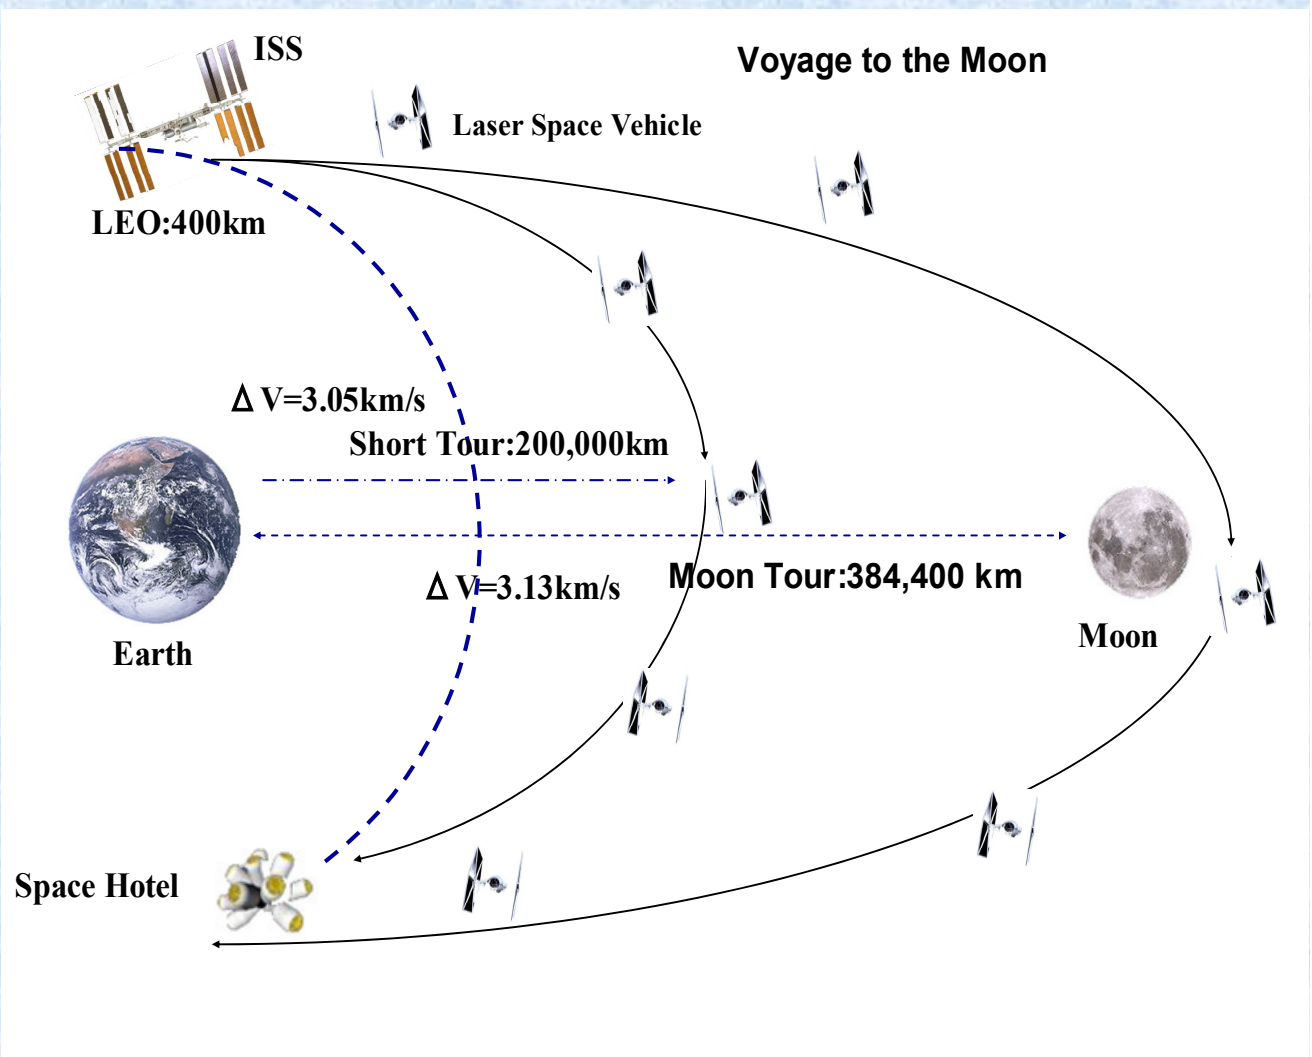 ISS
Voyage to the Moon
Laser Space Vehicle
LEO:400km
Δ V=3.05km/s
Short Tour:200,000km
Δ V=3.13km/s
Moon Tour:384,400 km
Earth
Moon
Space Hotel